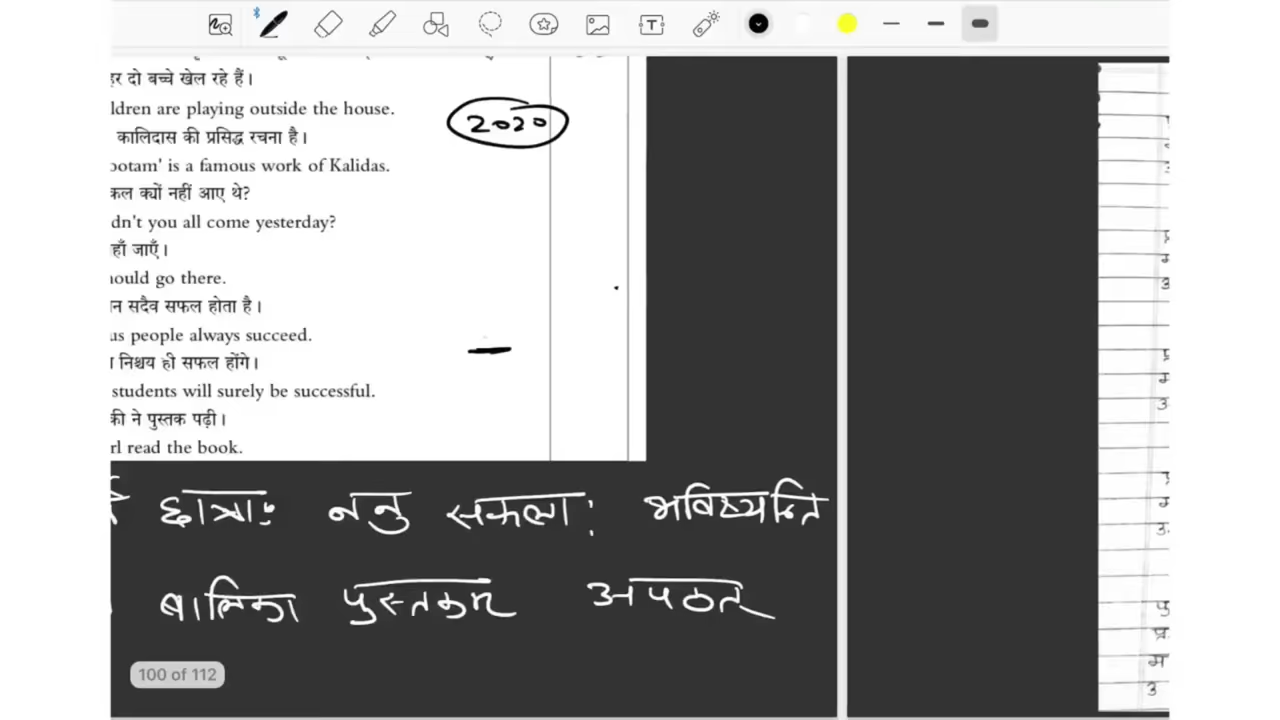 हर दो बच्चे खेल रहे हैं।
ldren are playing outside the house.
2020
कालिदास की प्रसिद्ध रचना है।
ootam' is a famous work of Kalidas.
कल क्यों नहीं आए थे?
dn't you all come yesterday?
हाँ जाएँ।
hould go there.
न सदैव सफल होता है।
us people always succeed.
निश्चय ही सफल होंगे।
students will surely be successful.
की ने पुस्तक पढ़ी।
rl read the book.
छात्राः ननु सफलाः भविष्यन्ति
बालिका पुस्तकम् अपठत्
100 of 112